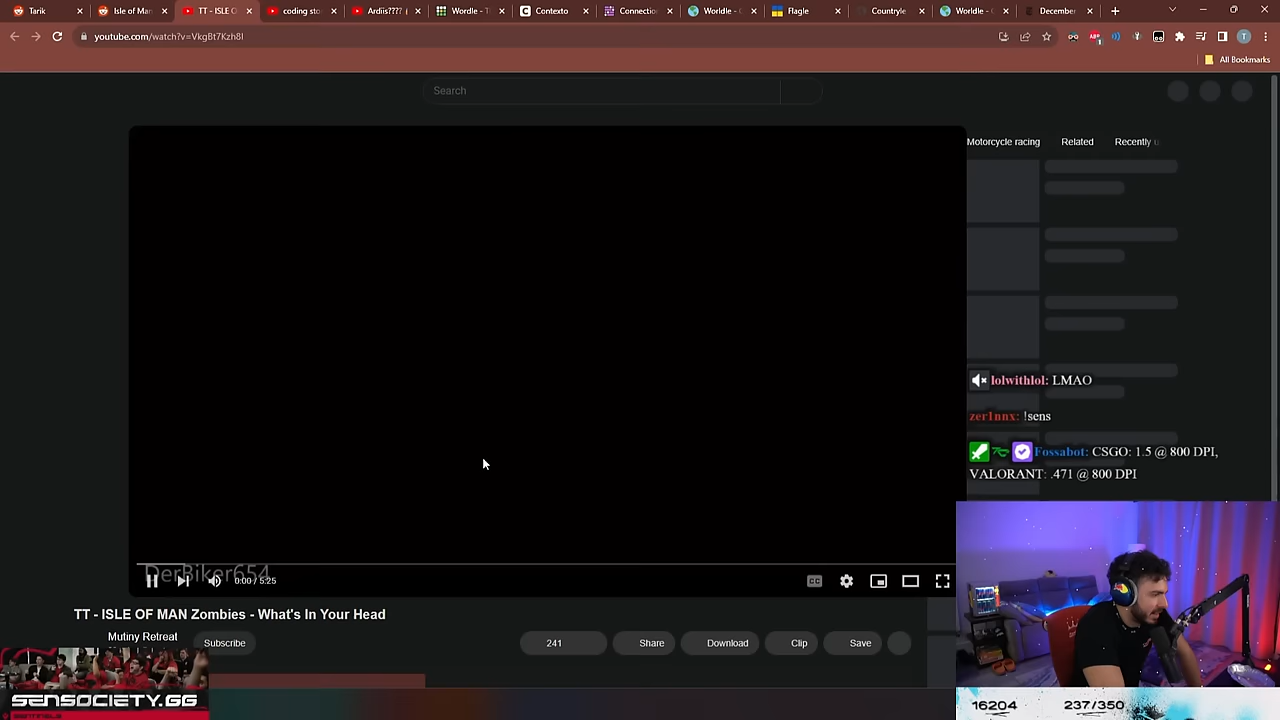 Tarik
Isle of Man
TT - ISLE O
coding sto
Ardiis????
Wordle - T
Contexto
Connection
Worldle - G
Flagle
Countryle
Worldle - G
December
youtube.com/watch?v=VkgBt7Kzh8I
All Bookmarks
Search
Motorcycle racing
Related
Recently u
lolwithlol: LMAO
zer1nnx: !sens
Fossabot: CSGO: 1.5 @ 800 DPI,
VALORANT: .471 @ 800 DPI
DerBiker654
0:00 / 5:25
CC
TT - ISLE OF MAN Zombies - What's In Your Head
Mutiny Retreat
Subscribe
241
Share
Download
Clip
Save
SENSOCIETY.GG
16204
237/350